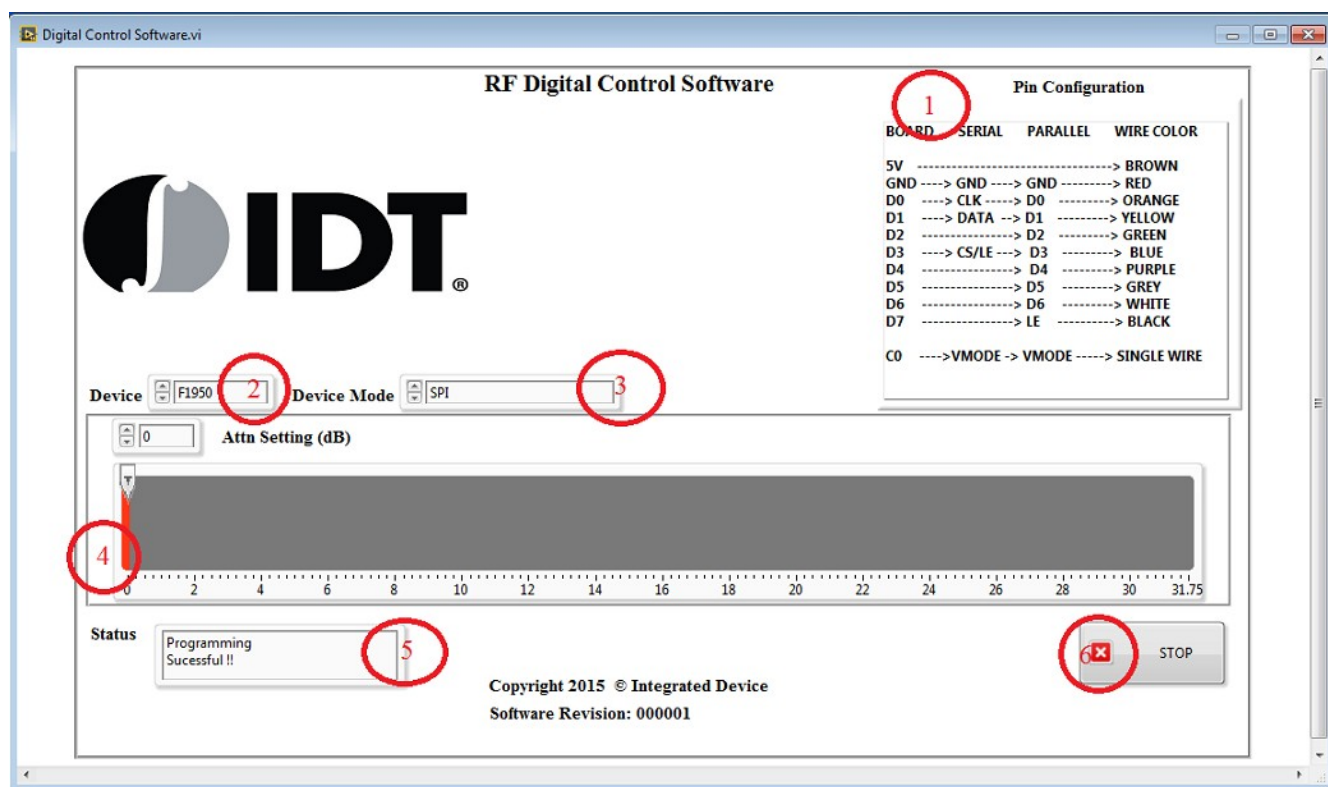 Digital Control Software.vi
RF Digital Control Software
Pin Configuration
1
BOARD SERIAL PARALLEL WIRE COLOR
5V ----------------------------------> BROWN
GND ----> GND ----> GND ---------> RED
D0 ----> CLK -----> D0 ---------> ORANGE
D1 ----> DATA --> D1 ---------> YELLOW
D2 ----------------> D2 ---------> GREEN
D3 ----> CS/LE ---> D3 ---------> BLUE
D4 ----------------> D4 ---------> PURPLE
D5 ----------------> D5 ---------> GREY
D6 ----------------> D6 ---------> WHITE
D7 ----------------> LE ----------> BLACK
C0 ---->VMODE -> VMODE -----> SINGLE WIRE
IDT®
Device F1950 2 Device Mode SPI 3
0 Attn Setting (dB)
4
0 2 4 6 8 10 12 14 16 18 20 22 24 26 28 30 31.75
Status
Programming
Sucessful !!
5
6 STOP
Copyright 2015 © Integrated Device
Software Revision: 000001